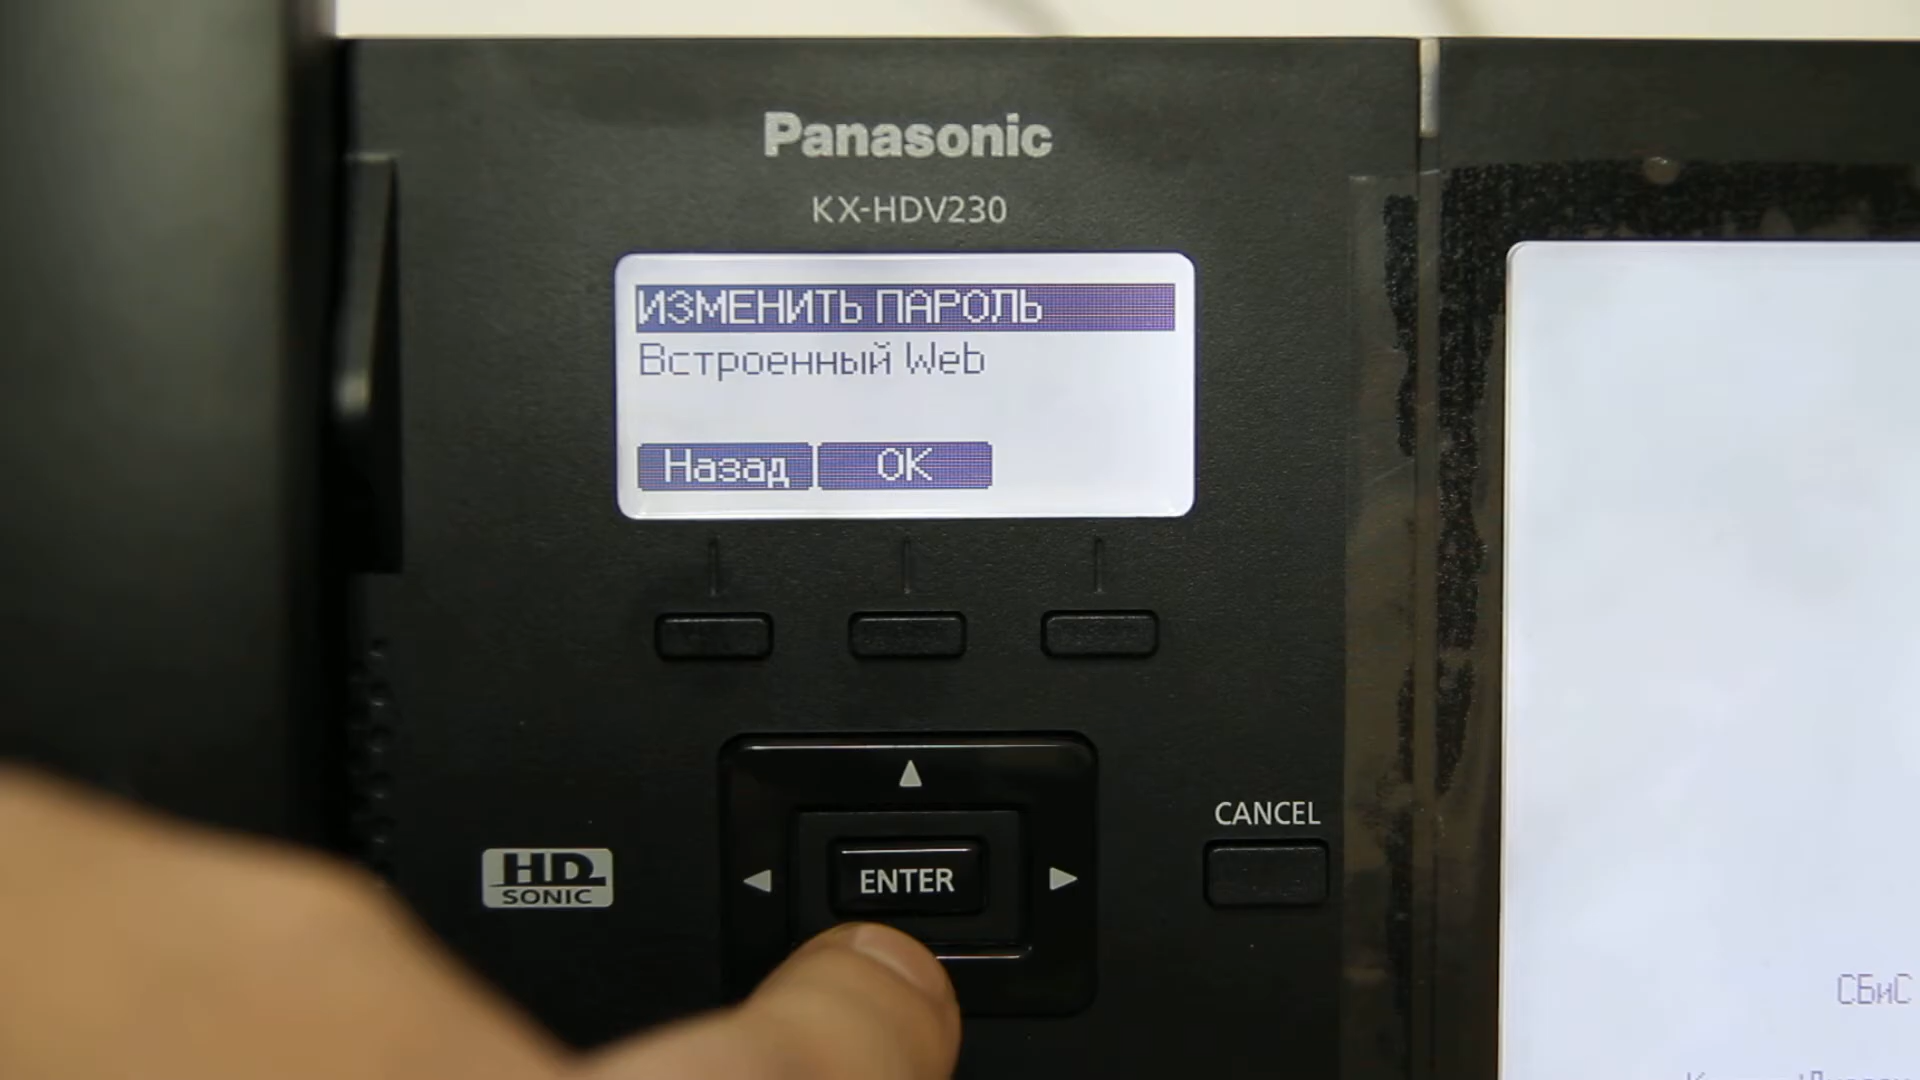 Panasonic
KX-HDV230
ИЗМЕНИТЬ ПАРОЛЬ
Встроенный Web
Назад OK
CANCEL
ENTER
HD
SONIC
СБиС